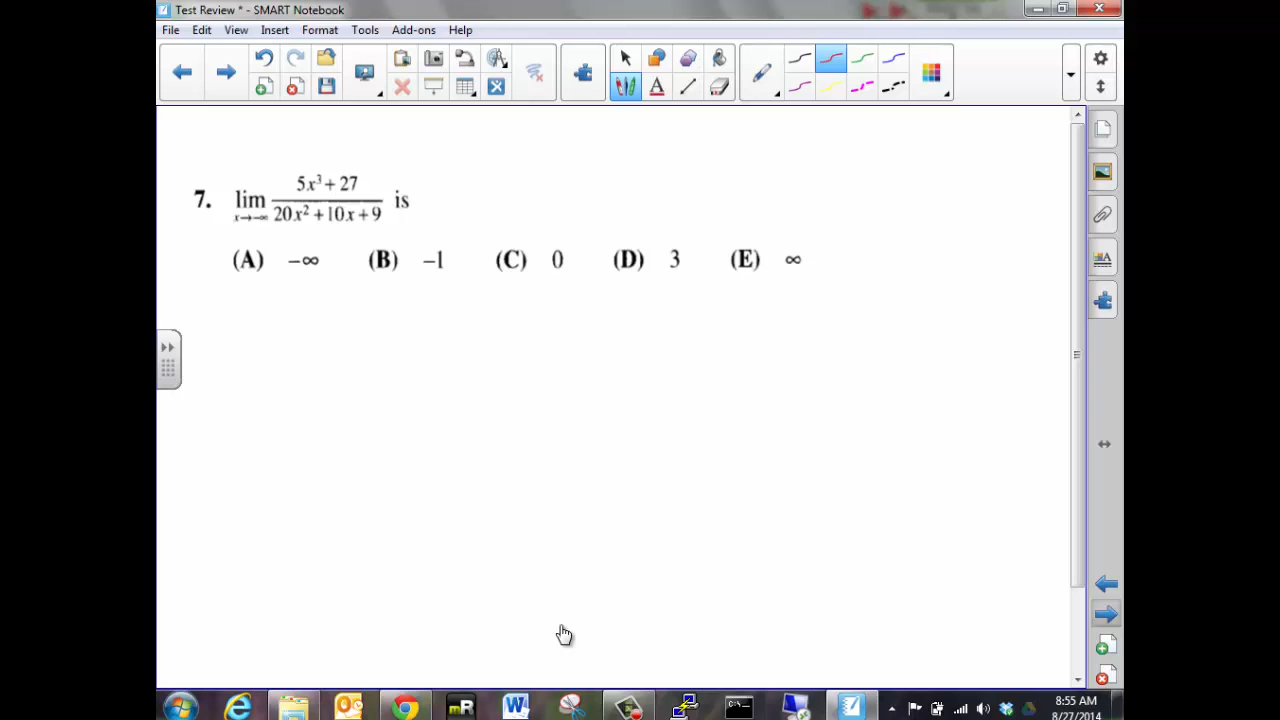 Test Review * - SMART Notebook
File Edit View Insert Format Tools Add-ons Help
7. lim x→-∞ 5x³ + 27 / 20x² + 10x + 9 is
(A) -∞ (B) -1 (C) 0 (D) 3 (E) ∞
8:55 AM
8/27/2014